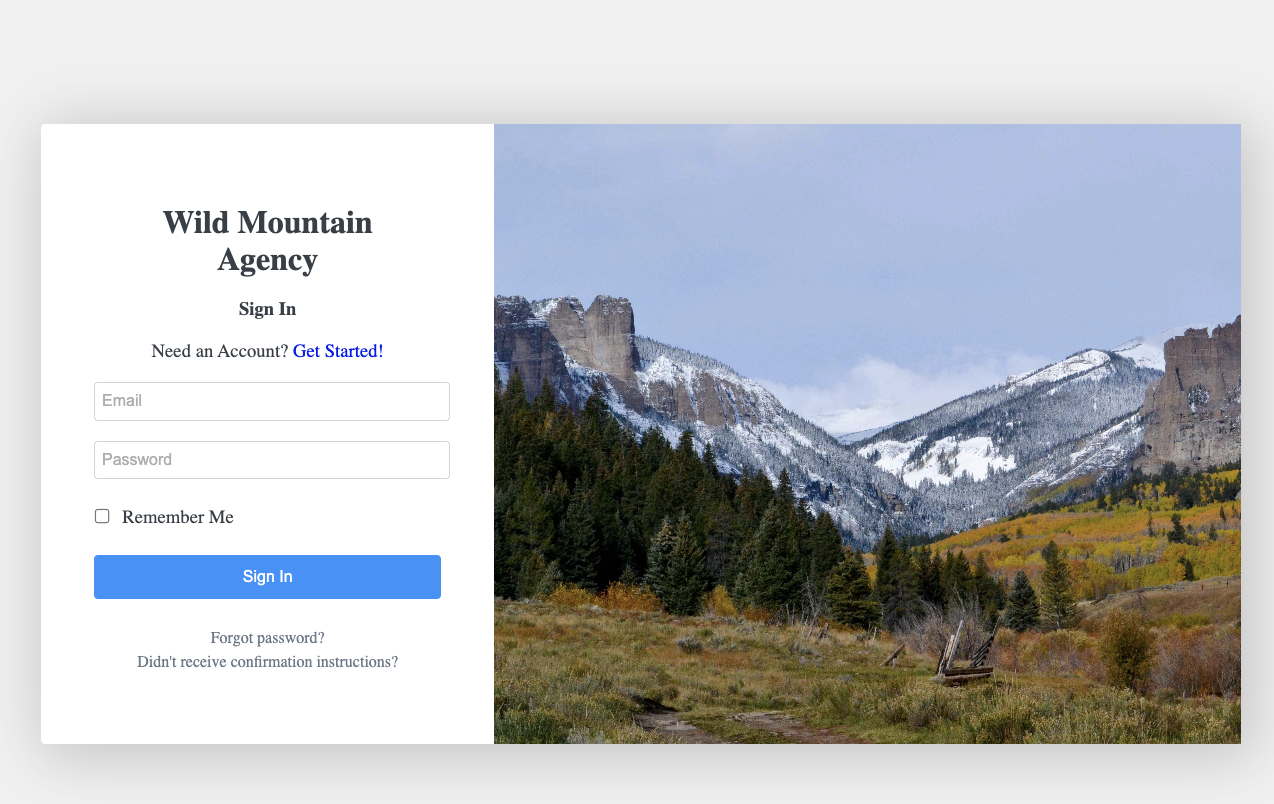 Wild Mountain
Agency
Sign In
Need an Account? Get Started!
Email
Password
Remember Me
Sign In
Forgot password?
Didn't receive confirmation instructions?